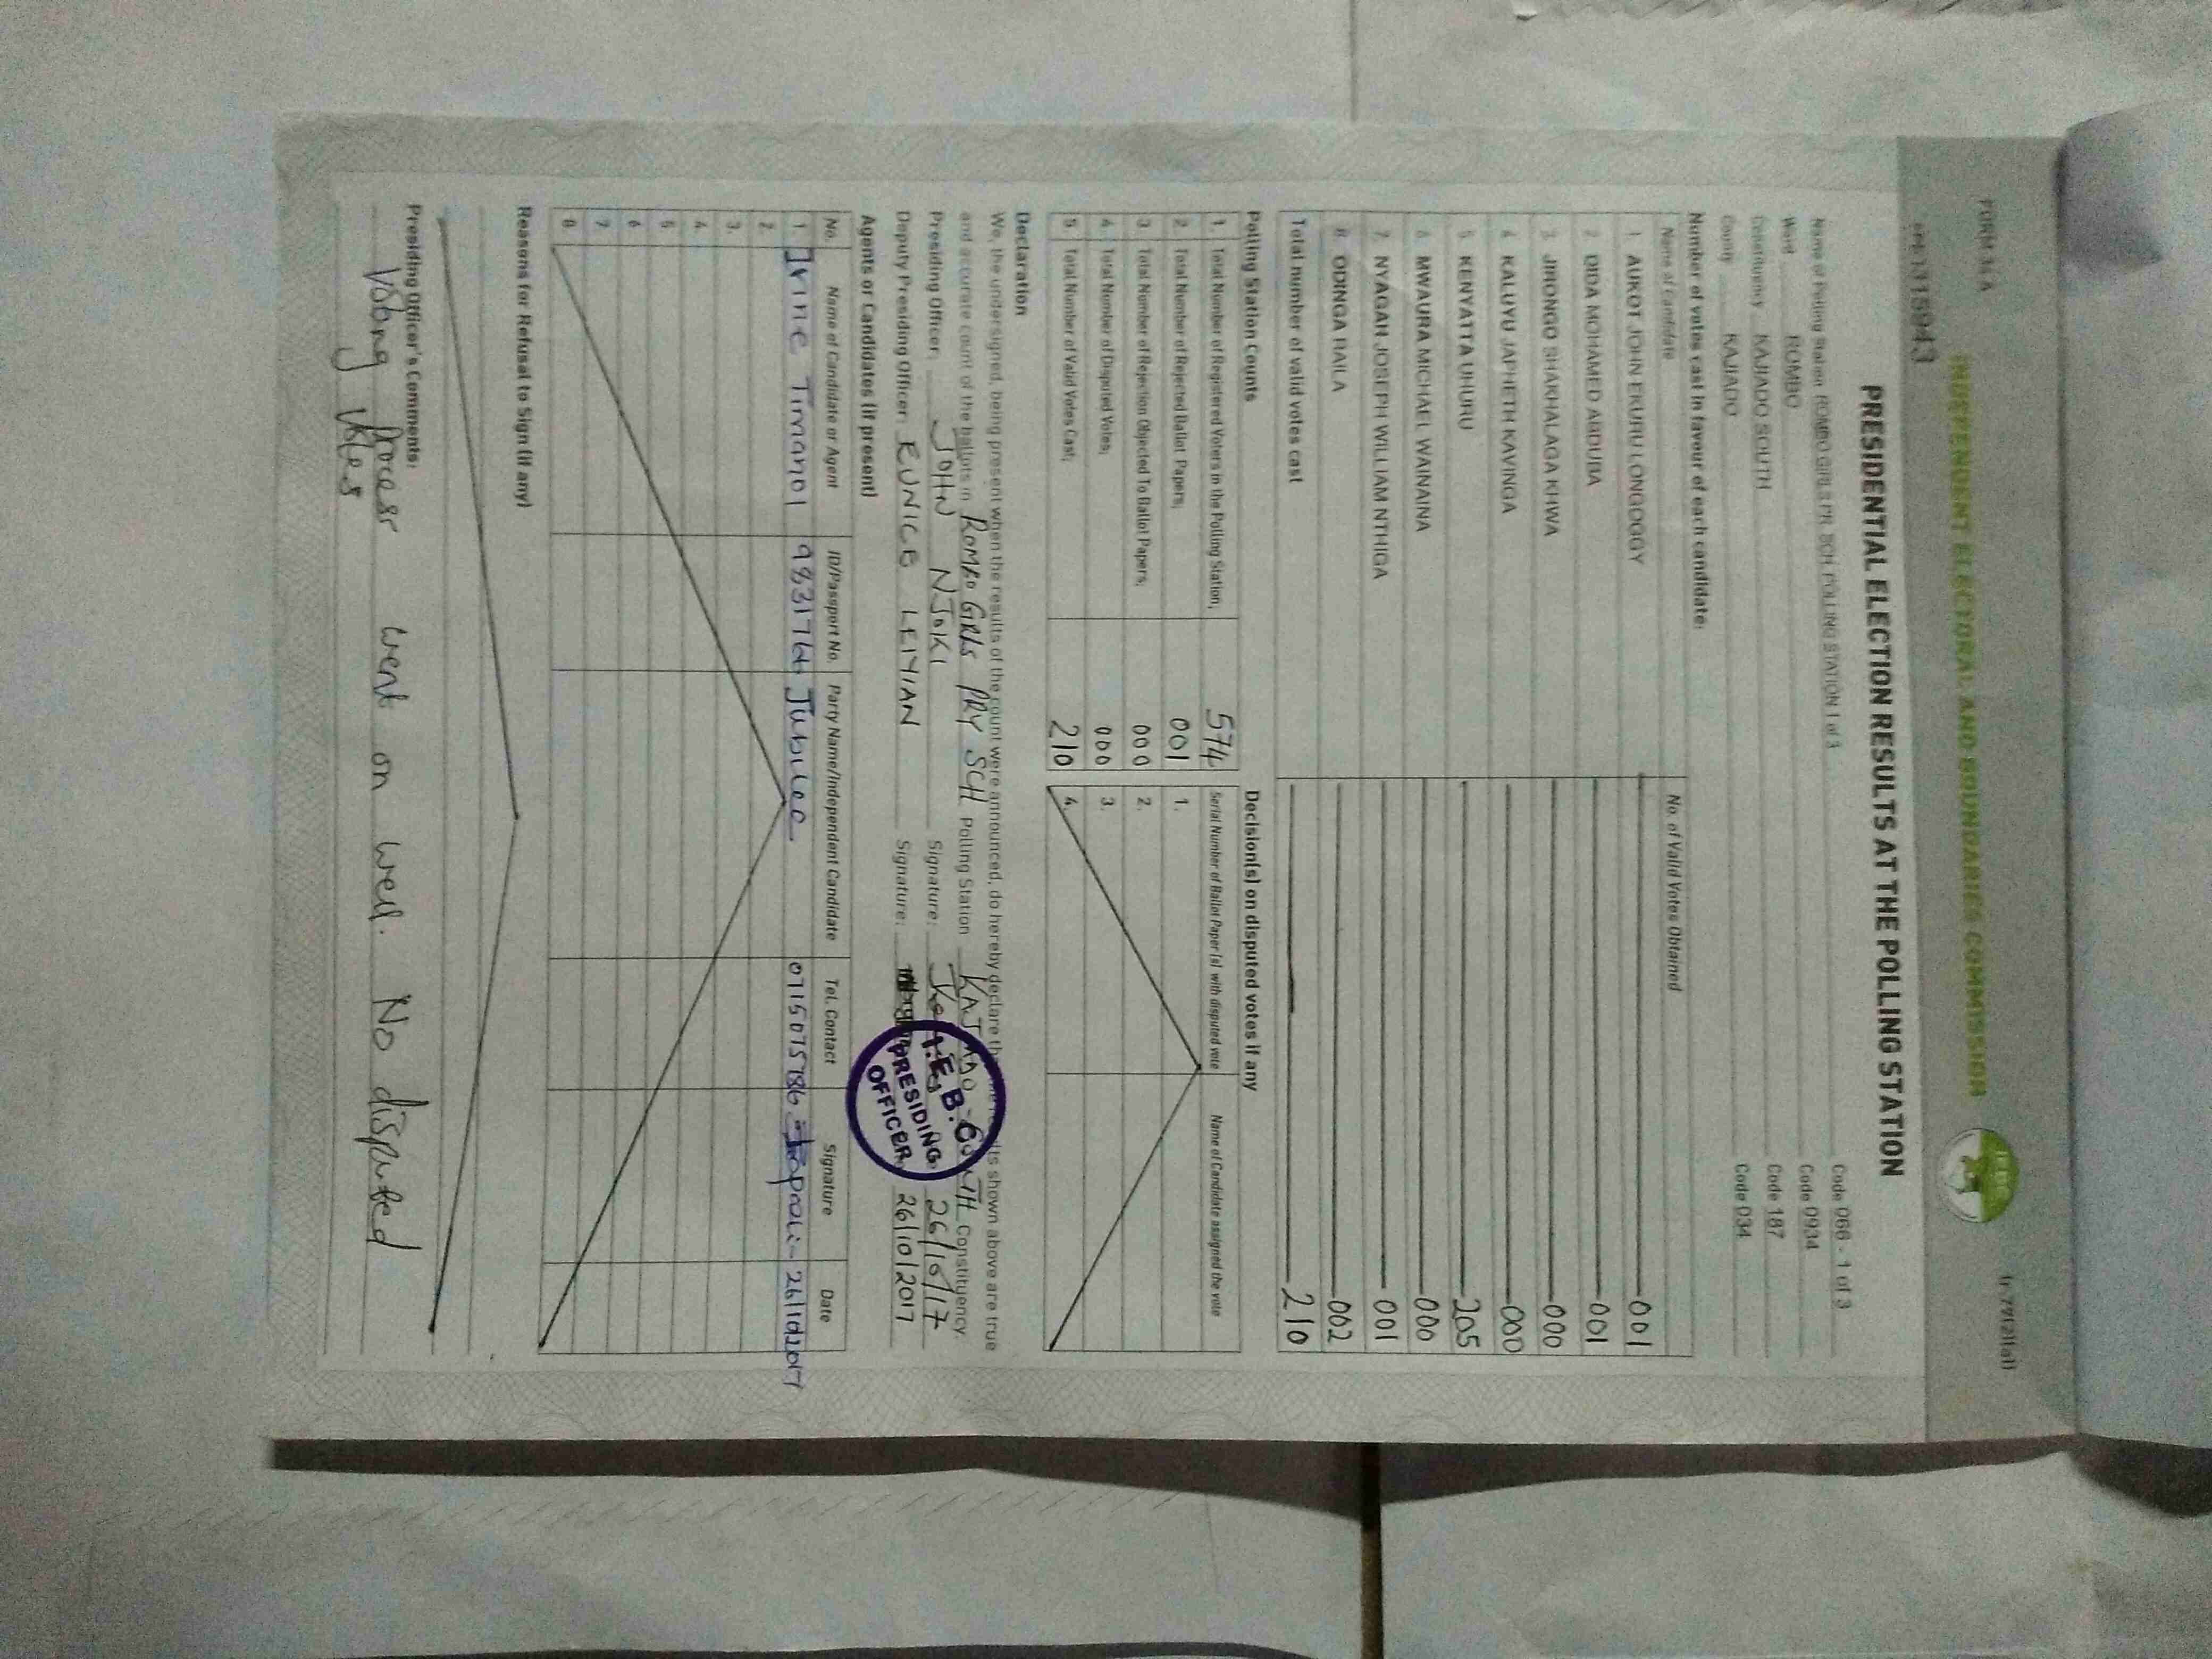 FORM 34A
(r.79(2)(a))
INDEPENDENT ELECTORAL AND BOUNDARIES COMMISSION
PRESIDENTIAL ELECTION RESULTS AT THE POLLING STATION
Name of Polling Station ROMBO GIRLS PR. SCH POLLING STATION 1 of 3 Code 066 - 1 of 3
Ward ROMBO Code 0934
Constituency KAJIADO SOUTH Code 187
County KAJIADO Code 034
Number of votes cast in favour of each candidate:
Name of Candidate No. of Valid Votes Obtained
1. AUKOT JOHN EKURU LONGOGGY 001
2. DIDA MOHAMED ABDUBA 001
3. JIRONGO SHAKHALAGA KHWA 000
4. KALUYU JAPHETH KAVINGA 000
5. KENYATTA UHURU 205
6. MWAURA MICHAEL WAINAINA 000
7. NYAGAH JOSEPH WILLIAM NTHIGA 001
8. ODINGA RAILA 002
Total number of valid votes cast 210
Polling Station Counts
1. Total Number of Registered Voters in the Polling Station; 574
2. Total Number of Rejected Ballot Papers; 001
3. Total Number of Rejection Objected To Ballot Papers; 000
4. Total Number of Disputed Votes; 000
5. Total Number of Valid Votes Cast; 210
Decision(s) on disputed votes if any
Serial Number of Ballot Paper (s) with disputed vote Name of Candidate assigned the vote
1.
2.
3.
4.
Declaration
We, the undersigned, being present when the results of the count were announced, do hereby declare that the results shown above are true
and accurate count of the ballots in ROMBO GIRLS PRY SCH Polling Station KAJIADO SOUTH Constituency.
Presiding Officer: JOHN NJOKI Signature: 26/10/17
Deputy Presiding Officer: EUNICE LEIYIAN Signature: 26/10/2017
I.E.B.C
PRESIDING
OFFICER
Agents or Candidates (if present)
No. Name of Candidate or Agent ID/Passport No. Party Name/Independent Candidate Tel. Contact Signature Date
1. Jubilee 0715075786 26/10/2017
2.
3.
4.
5
6
7
8
Reasons for Refusal to Sign (if any)
Presiding Officer's Comments:
Voting process went on well. No disputed
votes